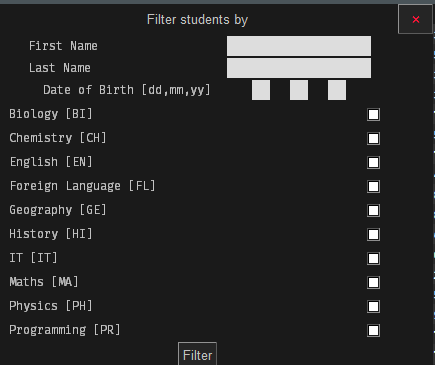 Filter students by
×
First Name
Last Name
Date of Birth [dd,mm,yy]
Biology [BI]
Chemistry [CH]
English [EN]
Foreign Language [FL]
Geography [GE]
History [HI]
IT [IT]
Maths [MA]
Physics [PH]
Programming [PR]
Filter